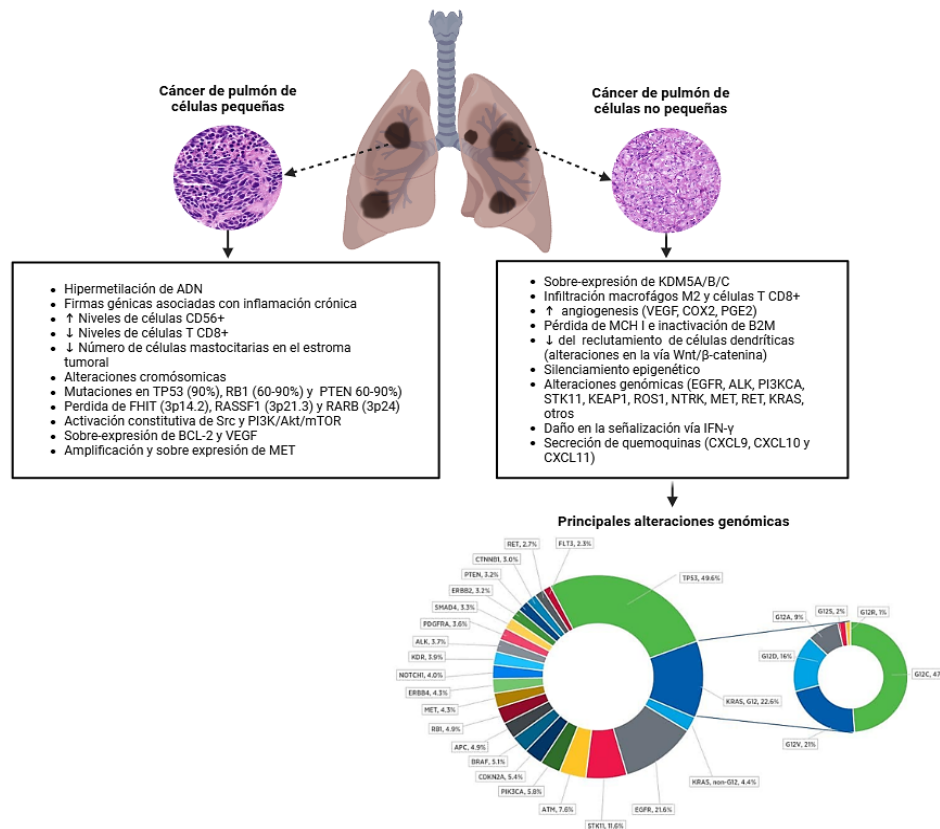 Cáncer de pulmón de
células pequeñas
Cáncer de pulmón de
células no pequeñas
Hipermetilación de ADN
Firmas génicas asociadas con inflamación crónica
↑ Niveles de células CD56+
↓ Niveles de células T CD8+
↓ Número de células mastocitarias en el estroma
tumoral
Alteraciones cromósomicas
Mutaciones en TP53 (90%), RB1 (60-90%) y PTEN 60-90%)
Perdida de FHIT (3p14.2), RASSF1 (3p21.3) y RARB (3p24)
Activación constitutiva de Src y PI3K/Akt/mTOR
Sobre-expresión de BCL-2 y VEGF
Amplificación y sobre expresión de MET
Sobre-expresión de KDM5A/B/C
Infiltración macrofágos M2 y células T CD8+
↑ angiogenesis (VEGF, COX2, PGE2)
Pérdida de MCH I e inactivación de B2M
↓ del reclutamiento de células dendríticas
(alteraciones en la vía Wnt/β-catenina)
Silenciamiento epigenético
Alteraciones genómicas (EGFR, ALK, PI3KCA,
STK11, KEAP1, ROS1, NTRK, MET, RET, KRAS,
otros
Daño en la señalización vía IFN-γ
Secreción de quemoquinas (CXCL9, CXCL10 y
CXCL11)
Principales alteraciones genómicas
RET, 2.7%
FLT3, 2.3%
CTNNB1, 3.0%
PTEN, 3.2%
ERBB2, 3.2%
SMAD4, 3.3%
PDGFRA, 3.6%
ALK, 3.7%
KDR, 3.9%
NOTCH1, 4.0%
ERBB4, 4.3%
MET, 4.3%
RB1, 4.9%
APC, 4.9%
BRAF, 5.1%
CDKN2A, 5.4%
PIK3CA, 5.8%
ATM, 7.6%
STK11, 11.6%
EGFR, 21.6%
KRAS, non-G12, 4.4%
KRAS, G12, 22.6%
TP53, 49.6%
G12A, 9%
G12S, 2%
G12R, 1%
G12D, 16%
G12V, 21%
G12C, 47